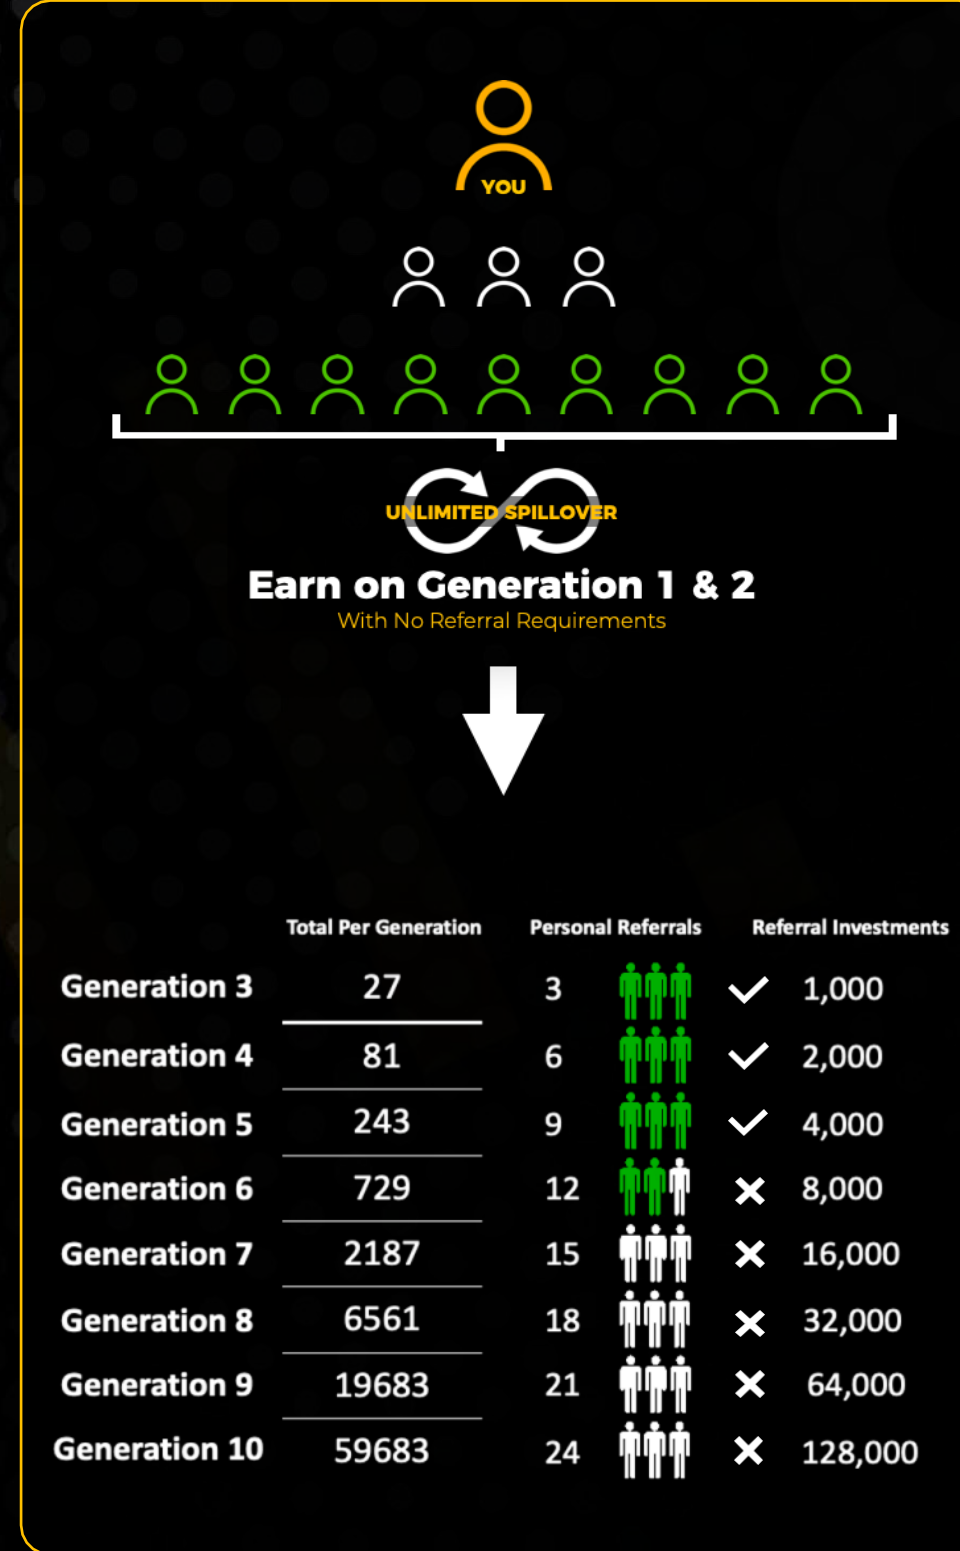 YOU
UNLIMITED SPILLOVER
Earn on Generation 1 & 2
With No Referral Requirements
Total Per Generation Personal Referrals Referral Investments
Generation 3 27 3 1,000
Generation 4 81 6 2,000
Generation 5 243 9 4,000
Generation 6 729 12 8,000
Generation 7 2187 15 16,000
Generation 8 6561 18 32,000
Generation 9 19683 21 64,000
Generation 10 59683 24 128,000